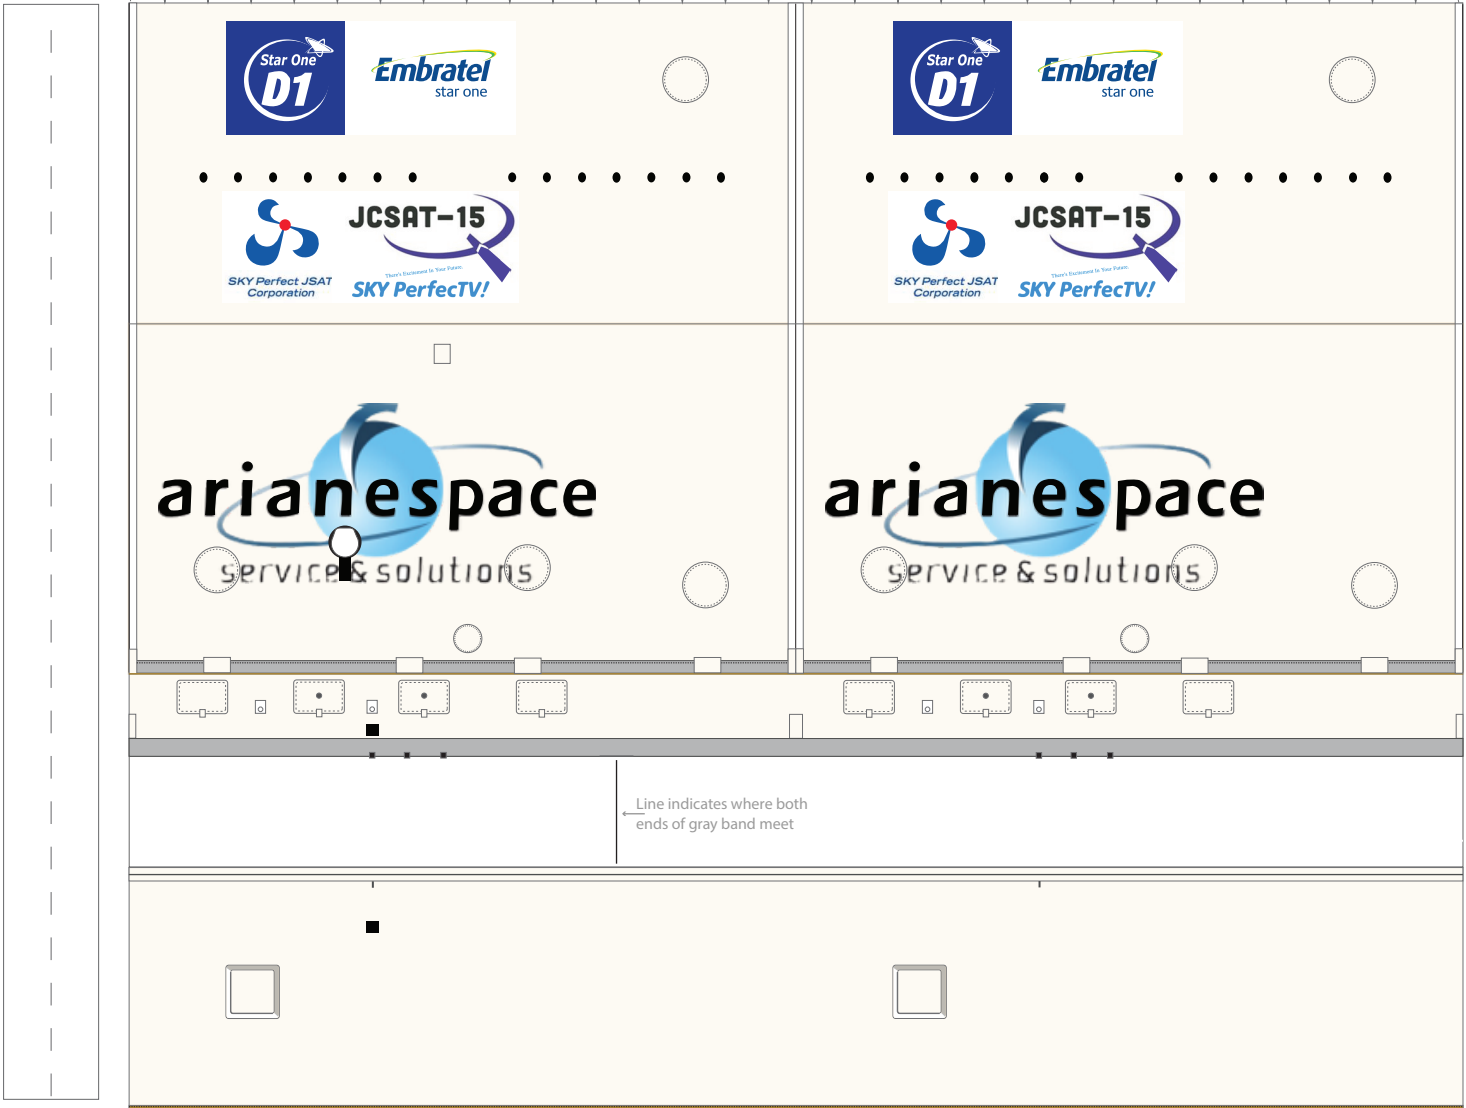 Star One
D1
Embratel
star one
Star One
D1
Embratel
star one
JCSAT-15
There's Excitement In Your Future.
SKY Perfect JSAT
Corporation
SKY PerfecTV!
JCSAT-15
There's Excitement In Your Future.
SKY Perfect JSAT
Corporation
SKY PerfecTV!
arianespace
service & solutions
arianespace
service & solutions
Line indicates where both
ends of gray band meet